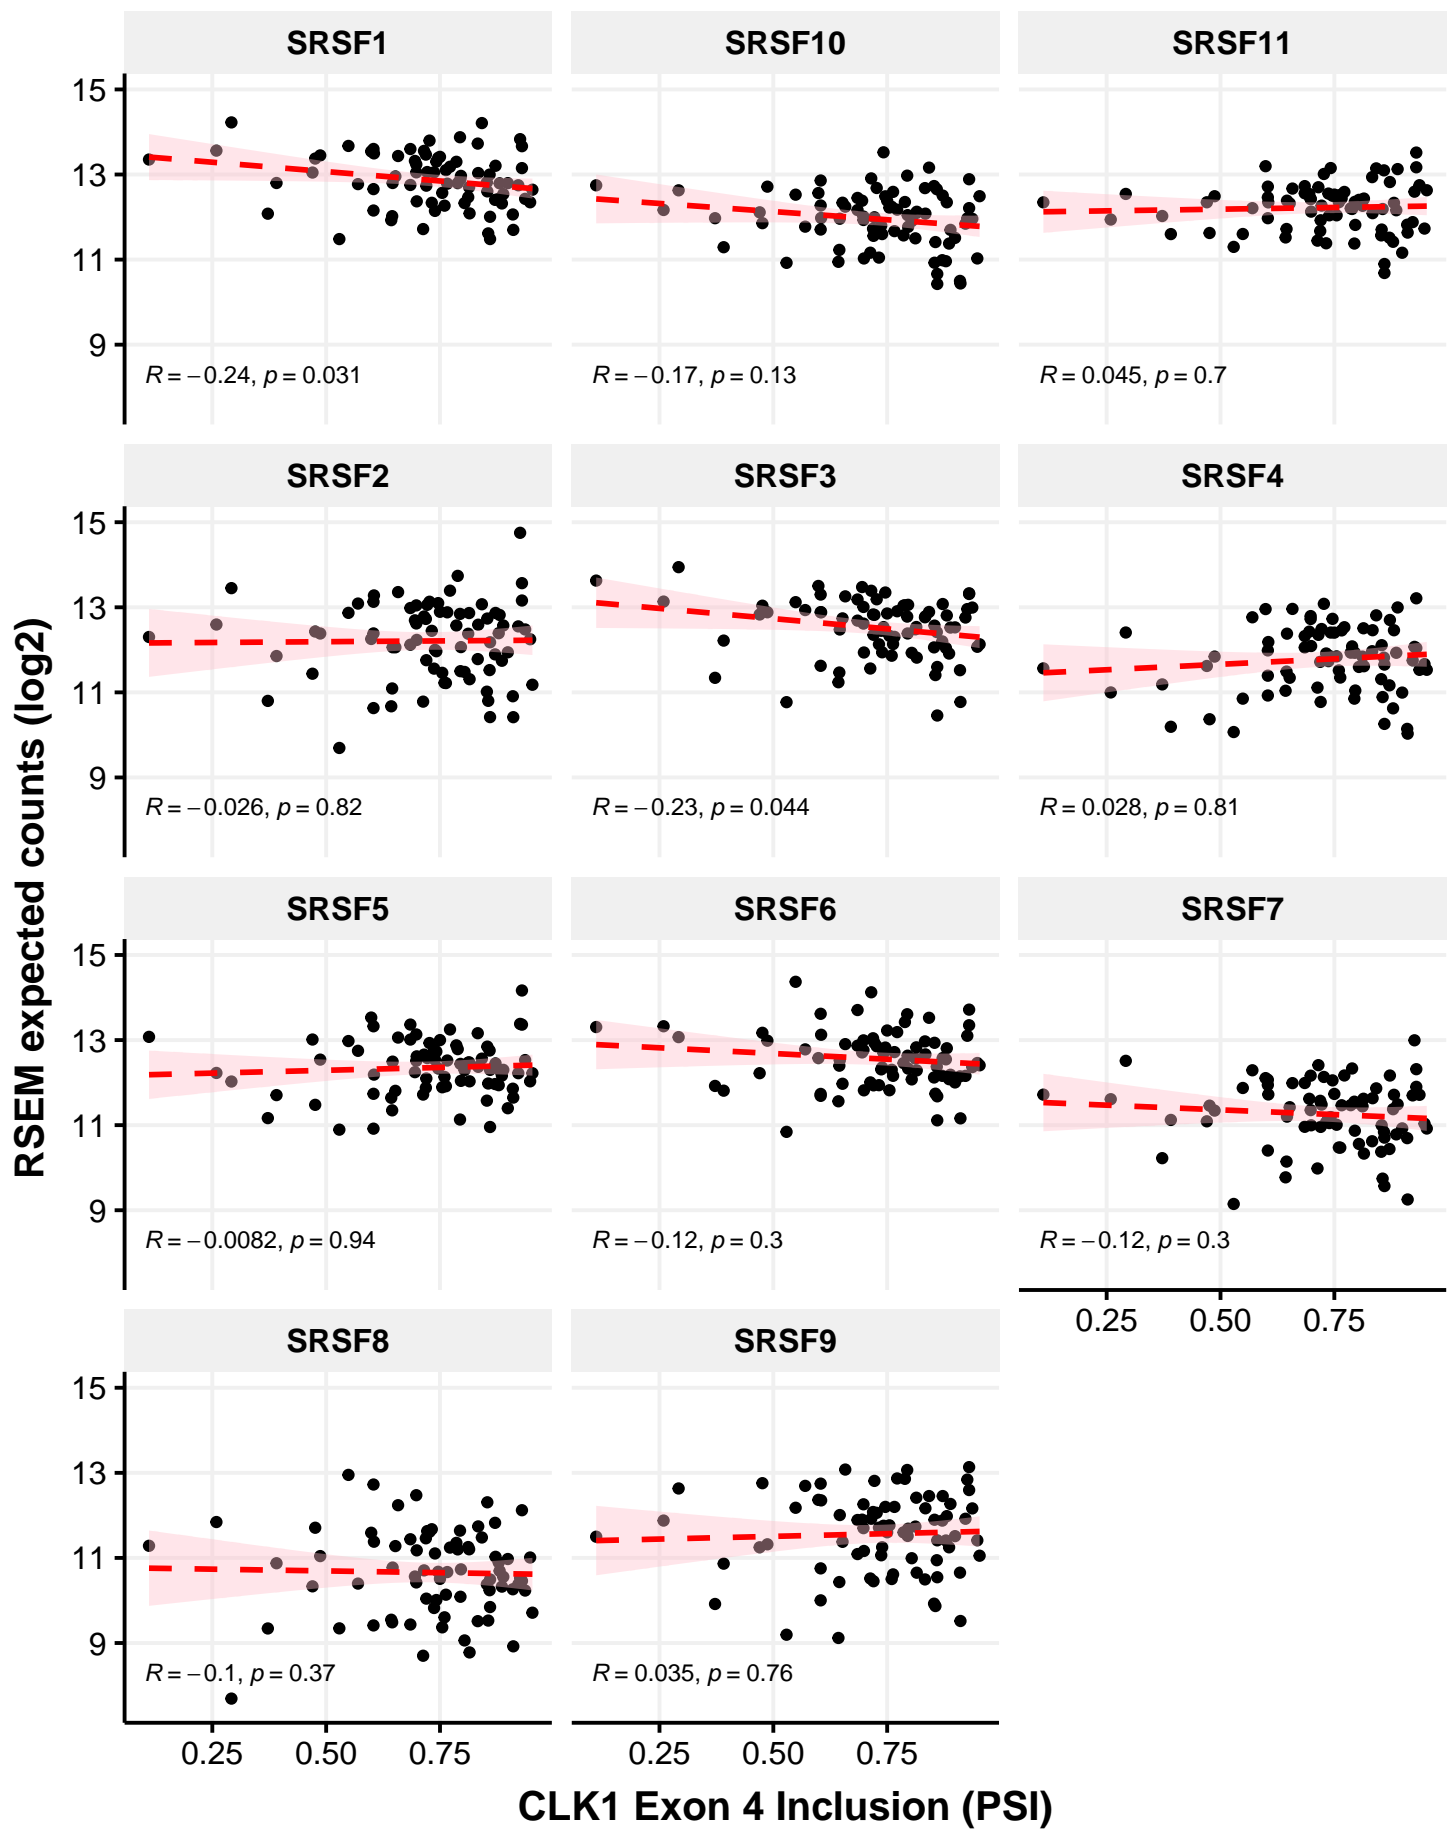 SRSF1 SRSF10 SRSF11
15
13
11
9
R = −0.24, p = 0.031 R = −0.17, p = 0.13 R = 0.045, p = 0.7
SRSF2 SRSF3 SRSF4
15
13
11
9
R = −0.026, p = 0.82 R = −0.23, p = 0.044 R = 0.028, p = 0.81
RSEM expected counts (log2)
SRSF5 SRSF6 SRSF7
15
13
11
9
R = −0.0082, p = 0.94 R = −0.12, p = 0.3 R = −0.12, p = 0.3
0.25 0.50 0.75
SRSF8 SRSF9
15
13
11
9
R = −0.1, p = 0.37 R = 0.035, p = 0.76
0.25 0.50 0.75 0.25 0.50 0.75
CLK1 Exon 4 Inclusion (PSI)